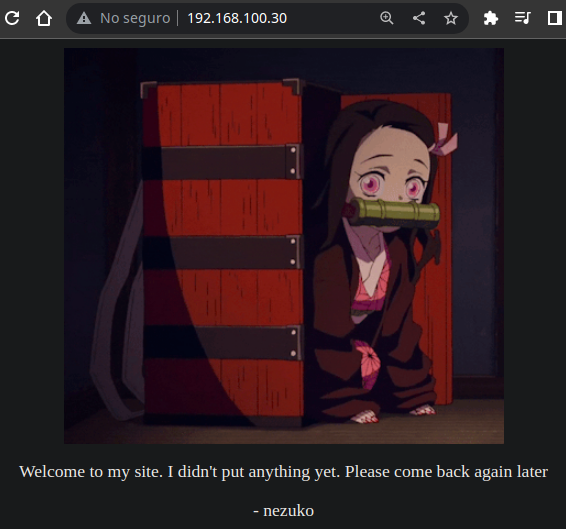 No seguro
192.168.100.30
Welcome to my site. I didn't put anything yet. Please come back again later
- nezuko